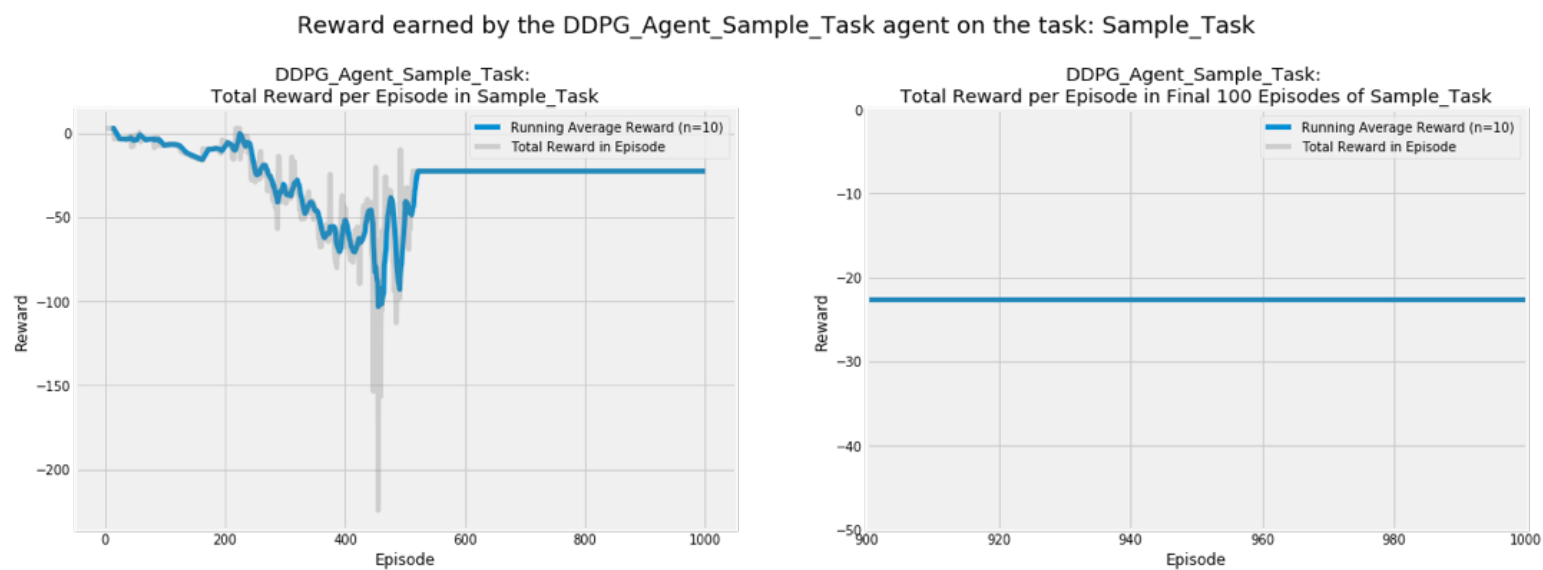 Reward earned by the DDPG_Agent_Sample_Task agent on the task: Sample_Task
DDPG_Agent_Sample_Task:
Total Reward per Episode in Sample_Task
Running Average Reward (n=10)
Total Reward in Episode
0
−50
−100
−150
−200
Reward
0
200
400
600
800
1000
Episode
DDPG_Agent_Sample_Task:
Total Reward per Episode in Final 100 Episodes of Sample_Task
Running Average Reward (n=10)
Total Reward in Episode
0
−10
−20
−30
−40
−50
Reward
900
920
940
960
980
1000
Episode